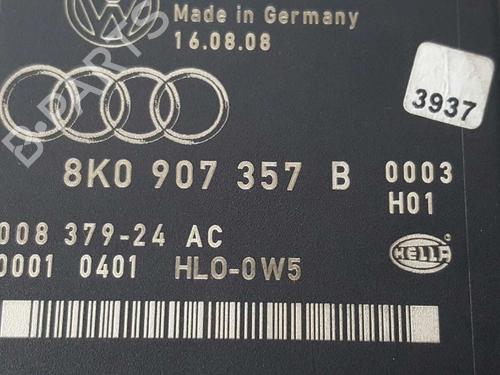 Made in Germany
16.08.08
3937
8K0 907 357 B 0003
H01
008 379-24 AC
0001 0401 HLO-0W5
HELLA
B-PARTS